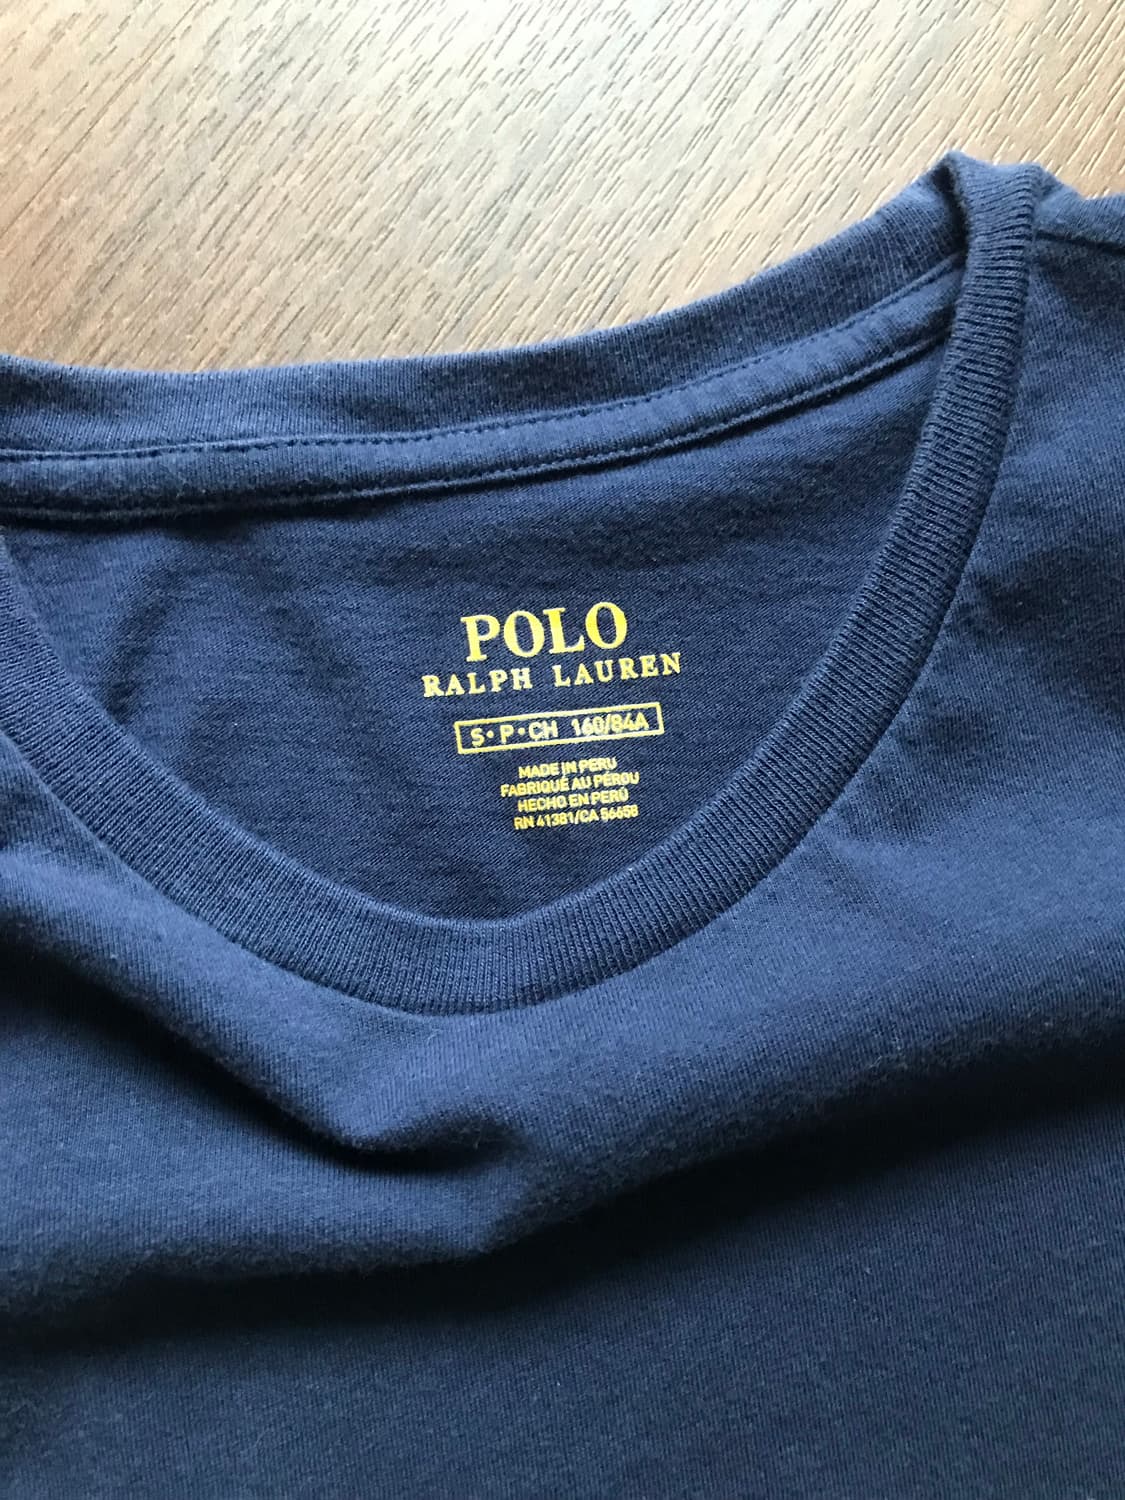 POLO
RALPH LAUREN
S•P•CH 160/84A
MADE IN PERU
FABRIQUÉ AU PÉROU
HECHO EN PERÚ
RN 41381/CA 56658